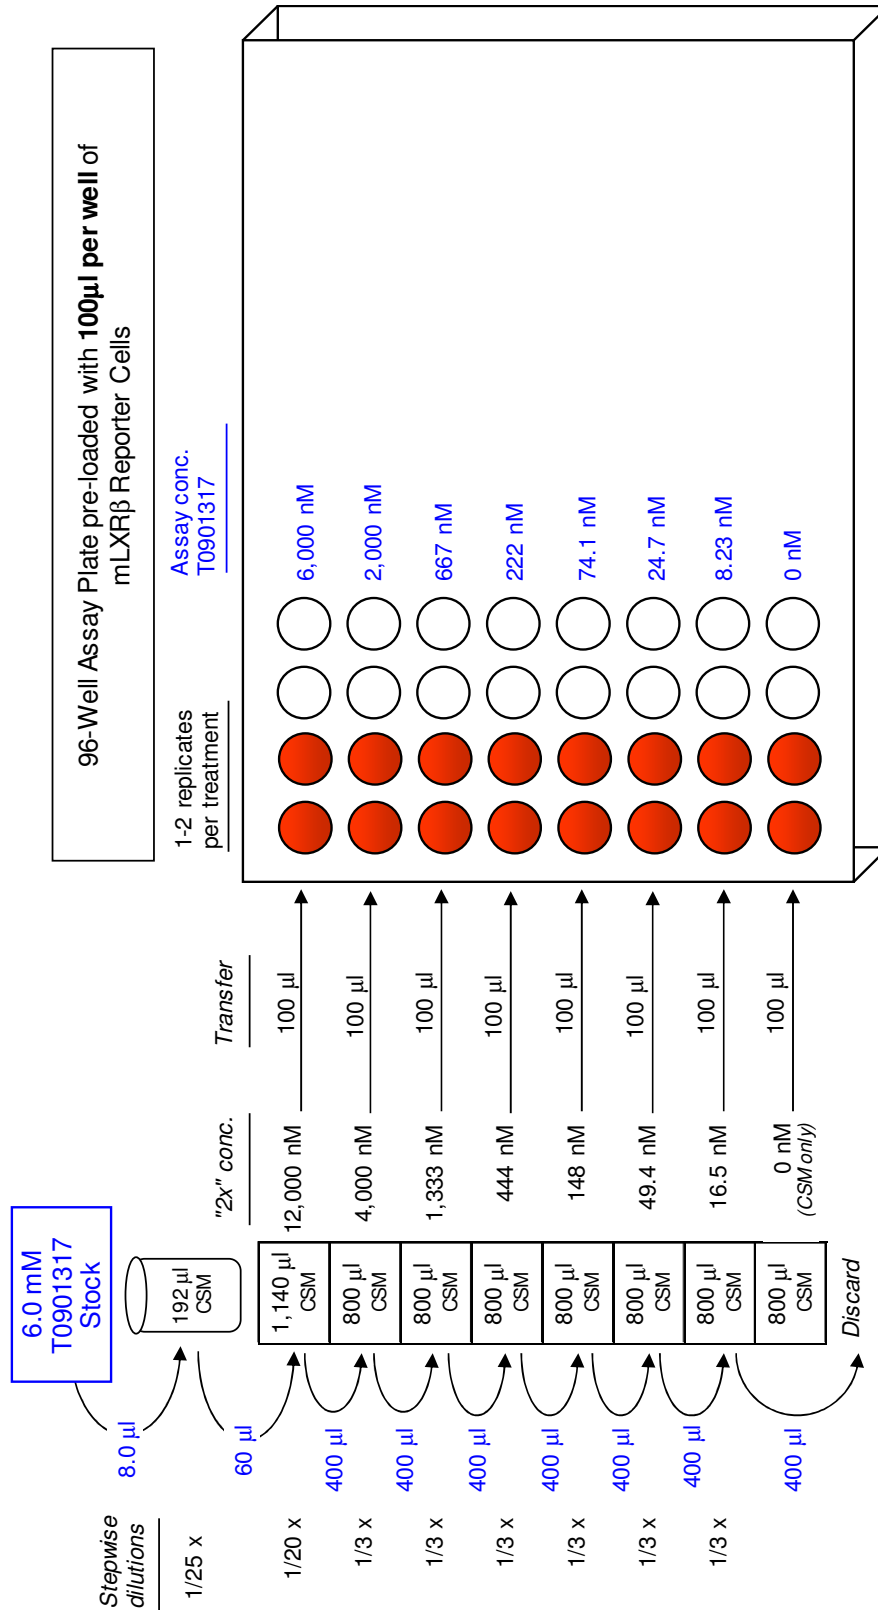 96-Well Assay Plate pre-loaded with 100µl per well of
mLXRβ Reporter Cells
6.0 mM
T0901317
Stock
Stepwise
dilutions
"2x" conc.
Transfer
1-2 replicates
per treatment
Assay conc.
T0901317
1/25 x
8.0 µl
192 µl
CSM
1/20 x
60 µl
1,140 µl
CSM
12,000 nM
100 µl
6,000 nM
1/3 x
400 µl
800 µl
CSM
4,000 nM
100 µl
2,000 nM
1/3 x
400 µl
800 µl
CSM
1,333 nM
100 µl
667 nM
1/3 x
400 µl
800 µl
CSM
444 nM
100 µl
222 nM
1/3 x
400 µl
800 µl
CSM
148 nM
100 µl
74.1 nM
1/3 x
400 µl
800 µl
CSM
49.4 nM
100 µl
24.7 nM
1/3 x
400 µl
800 µl
CSM
16.5 nM
100 µl
8.23 nM
400 µl
800 µl
CSM
0 nM
(CSM only)
100 µl
0 nM
Discard